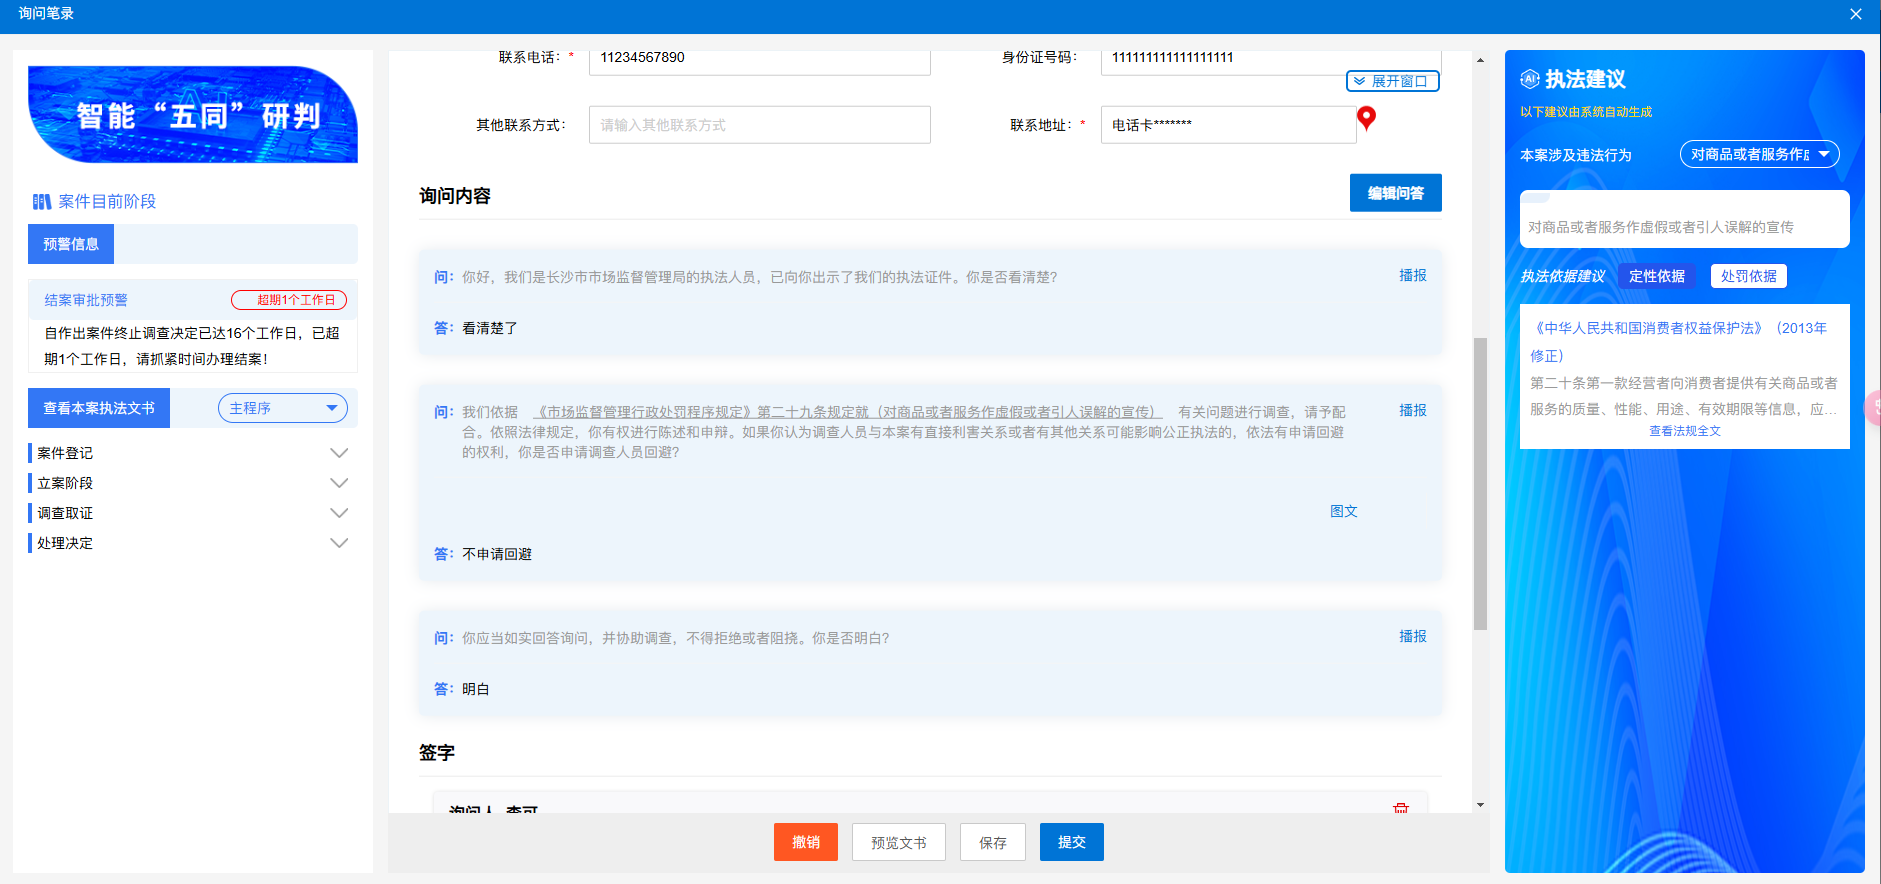 询问笔录
智能“五同”研判
案件目前阶段
预警信息
结案审批预警 超期1个工作日
自作出案件终止调查决定已达16个工作日，已超
期1个工作日，请抓紧时间办理结案！
查看本案执法文书 主程序
案件登记
立案阶段
调查取证
处理决定
联系电话：* 11234567890 身份证号码： 111111111111111111
展开窗口
其他联系方式： 请输入其他联系方式 联系地址：* 电话卡*******
询问内容 编辑问答
问：你好，我们是长沙市市场监督管理局的执法人员，已向你出示了我们的执法证件。你是否看清楚？ 播报
答：看清楚了
问：我们依据 《市场监督管理行政处罚程序规定》第二十九条规定就（对商品或者服务作虚假或者引人误解的宣传） 有关问题进行调查，请予配 播报
合。依照法律规定，你有权进行陈述和申辩。如果你认为调查人员与本案有直接利害关系或者有其他关系可能影响公正执法的，依法有申请回避
的权利，你是否申请调查人员回避？
图文
答：不申请回避
问：你应当如实回答询问，并协助调查，不得拒绝或者阻挠。你是否明白？ 播报
答：明白
签字
询问人 李可
撤销 预览文书 保存 提交
AI 执法建议
以下建议由系统自动生成
本案涉及违法行为 对商品或者服务作
对商品或者服务作虚假或者引人误解的宣传
执法依据建议 定性依据 处罚依据
《中华人民共和国消费者权益保护法》（2013年
修正）
第二十条第一款经营者向消费者提供有关商品或者
服务的质量、性能、用途、有效期限等信息，应...
查看法规全文